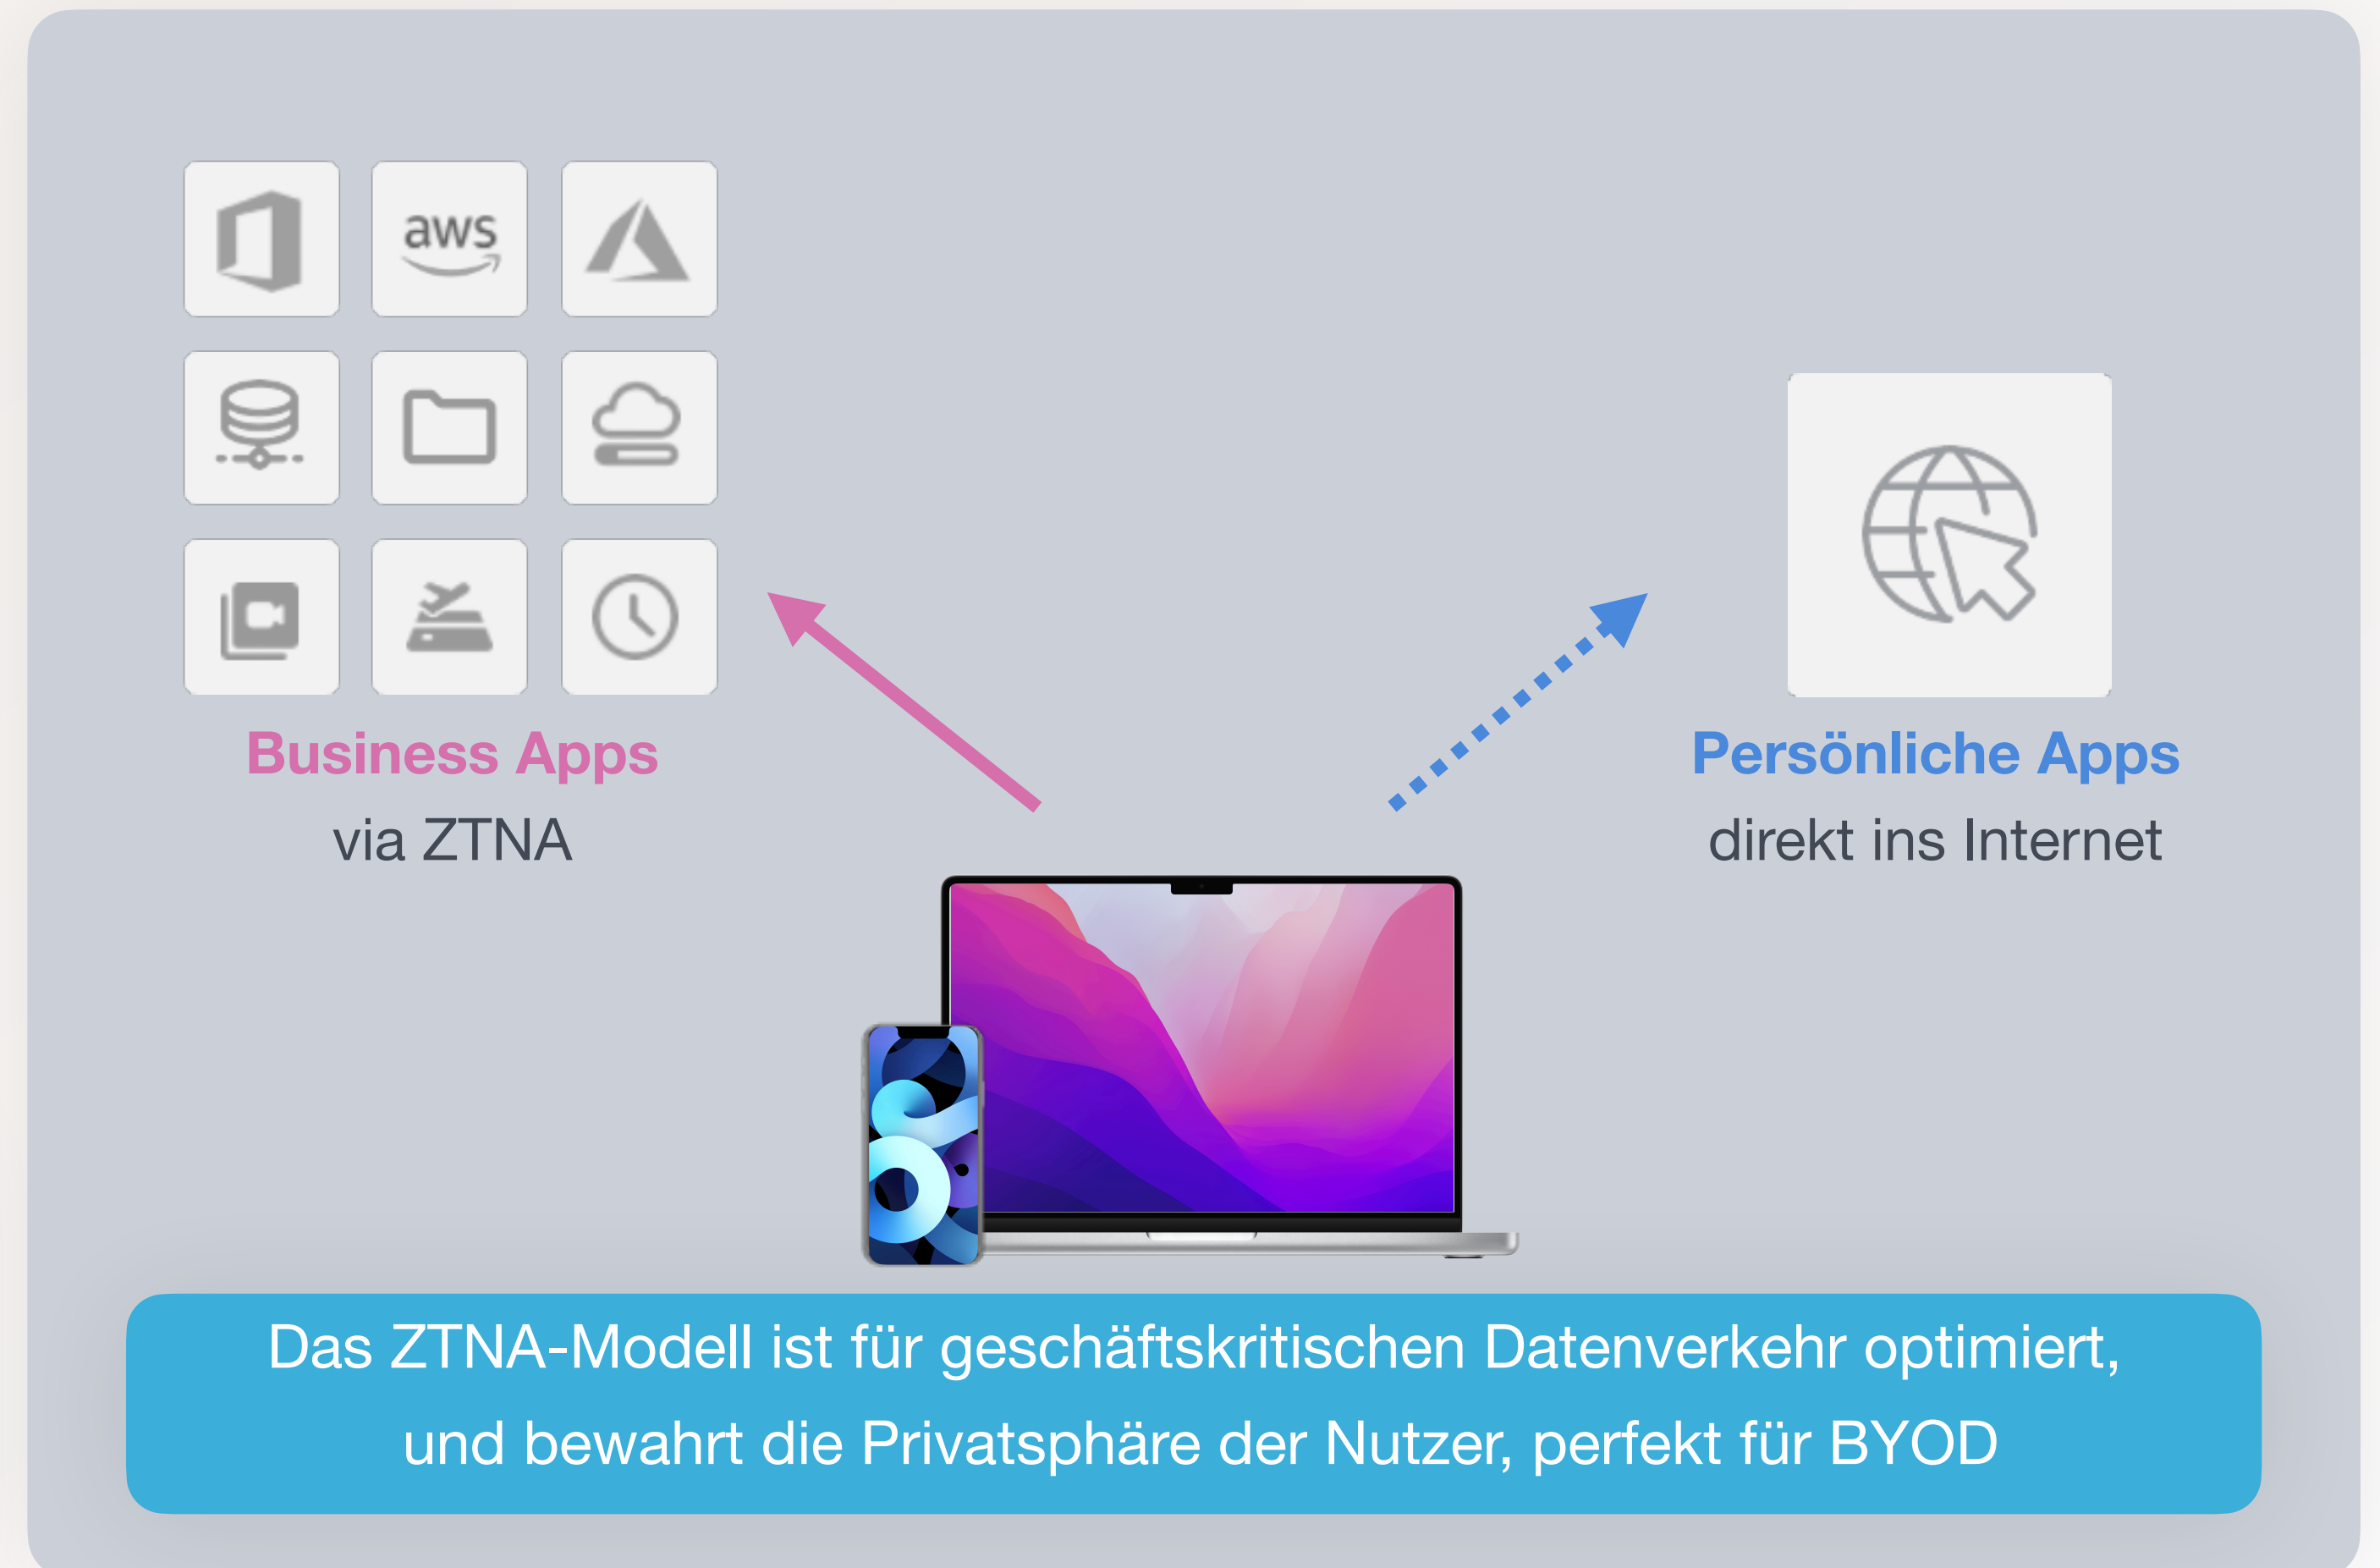 aws
Business Apps
via ZTNA
Persönliche Apps
direkt ins Internet
Das ZTNA-Modell ist für geschäftskritischen Datenverkehr optimiert,
und bewahrt die Privatsphäre der Nutzer, perfekt für BYOD